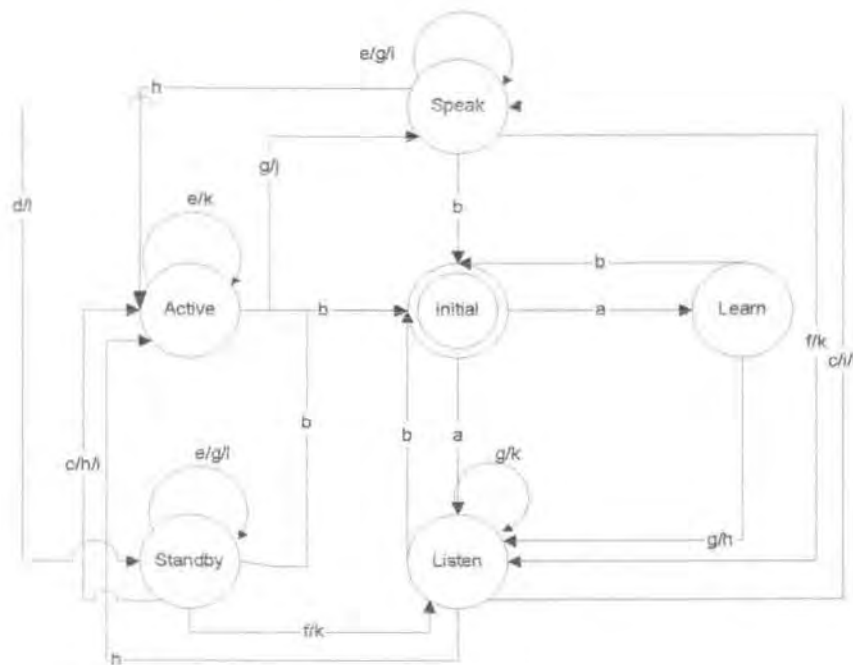 e/g/i
h
Speak
g/j
e/k
d/l
b
Active
b
Initial
b
a
Learn
f/k
c/i/
b
b
a
c/h/i
e/g/l
g/k
Standby
Listen
g/h
f/k
h